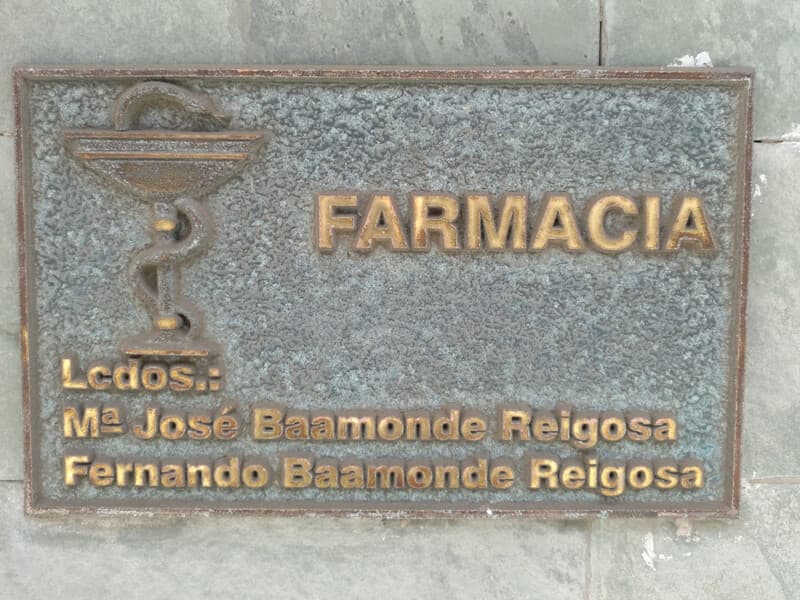 FARMACIA
Lcdos.:
Mª José Baamonde Reigosa
Fernando Baamonde Reigosa